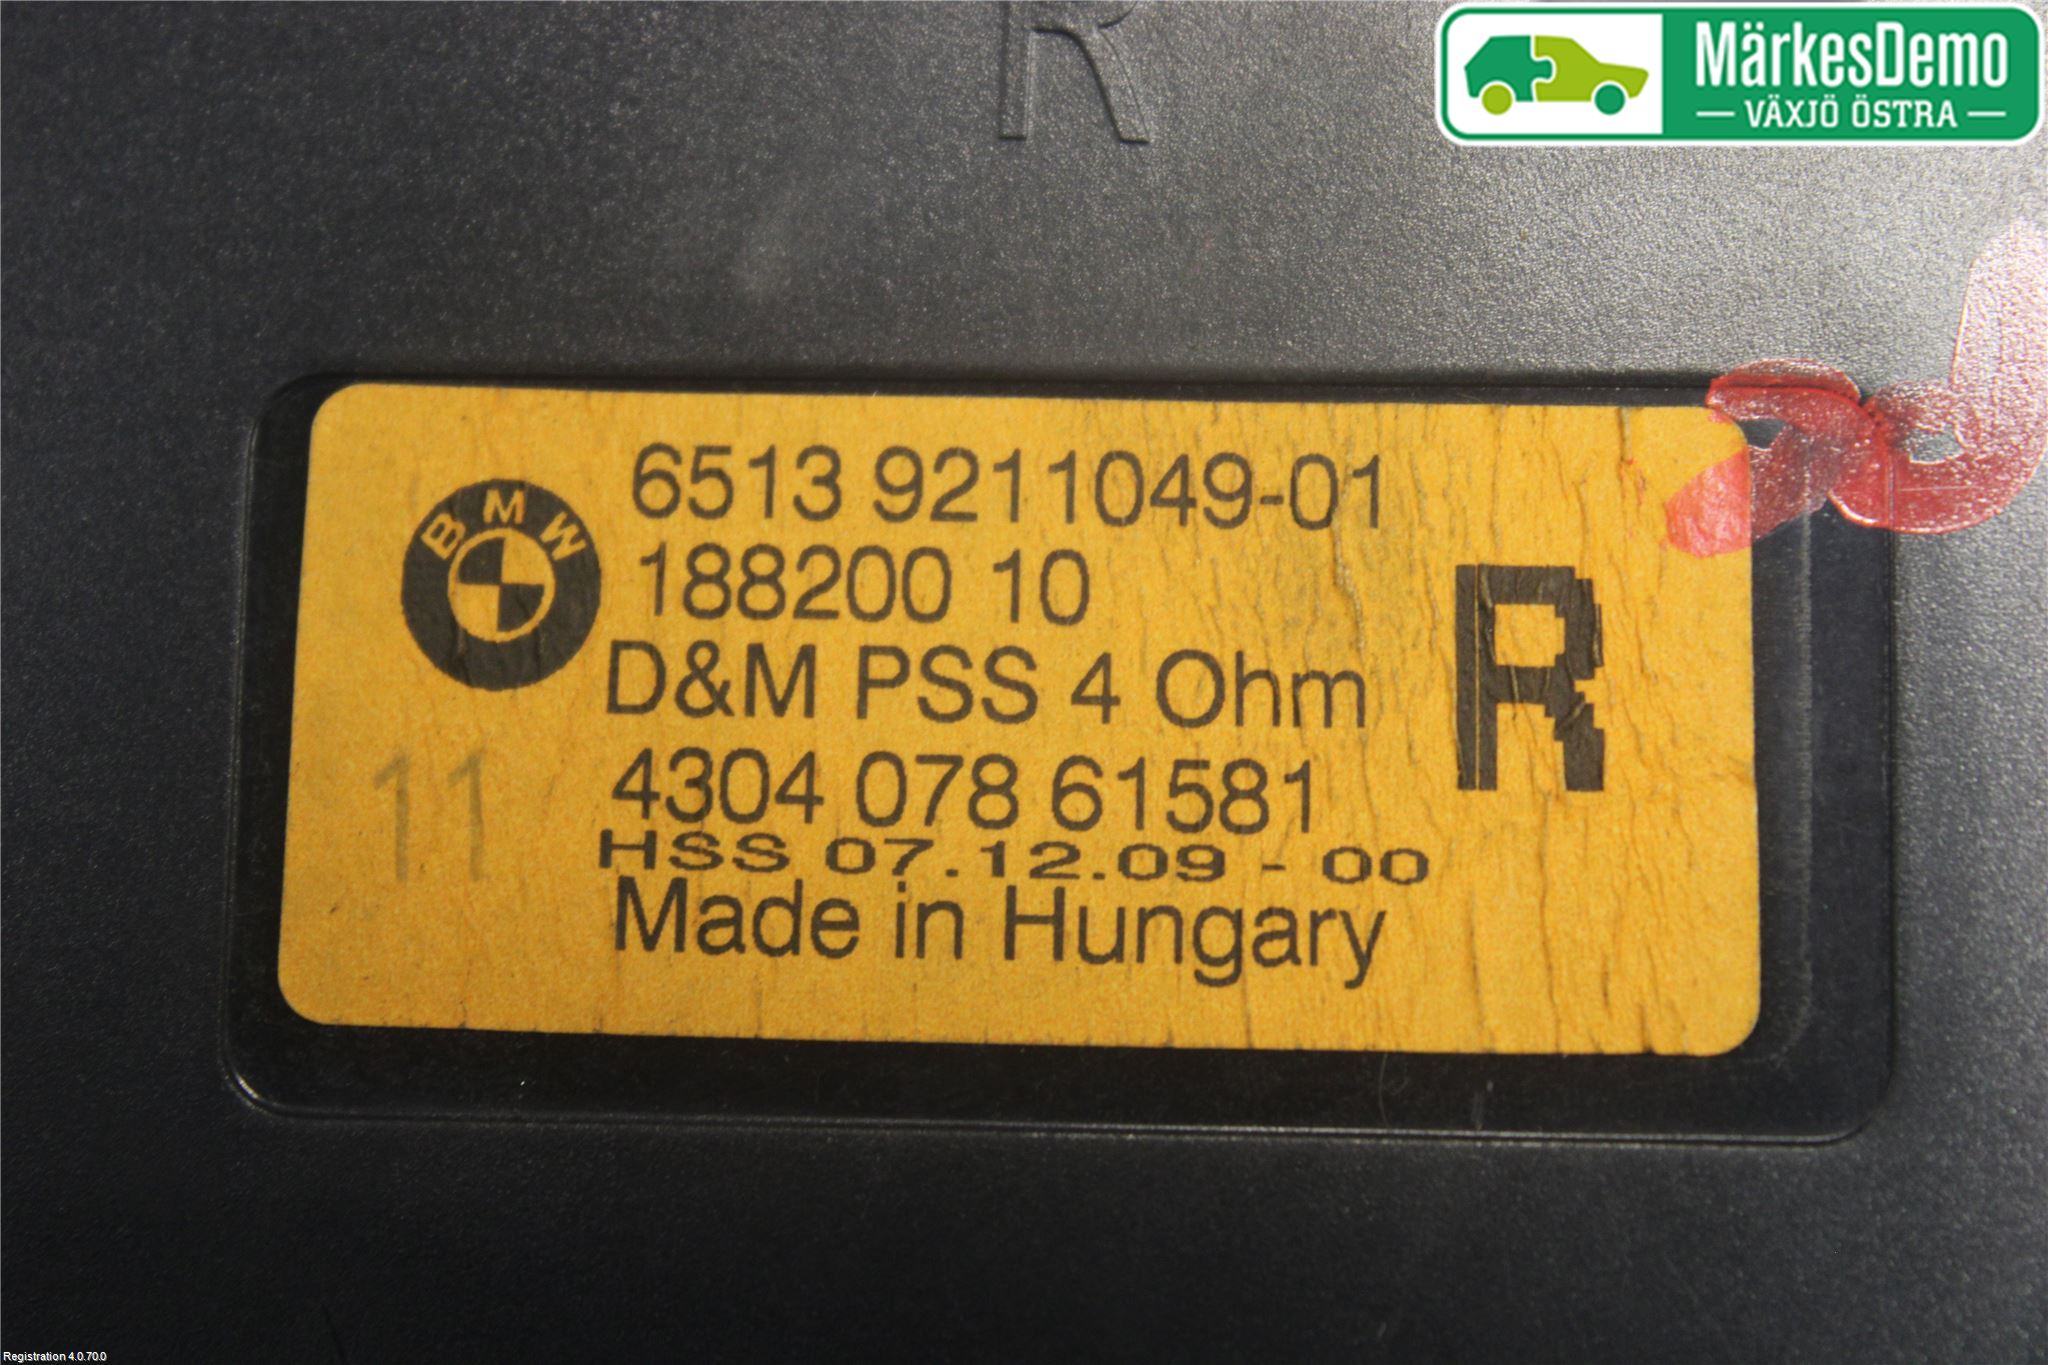 R
MärkesDemo
— VÄXJÖ ÖSTRA —
BMW
6513 9211049-01
188200 10
D&M PSS 4 Ohm
R
11
4304 078 61581
HSS 07.12.09 - 00
Made in Hungary
Registration 4.0.70.0